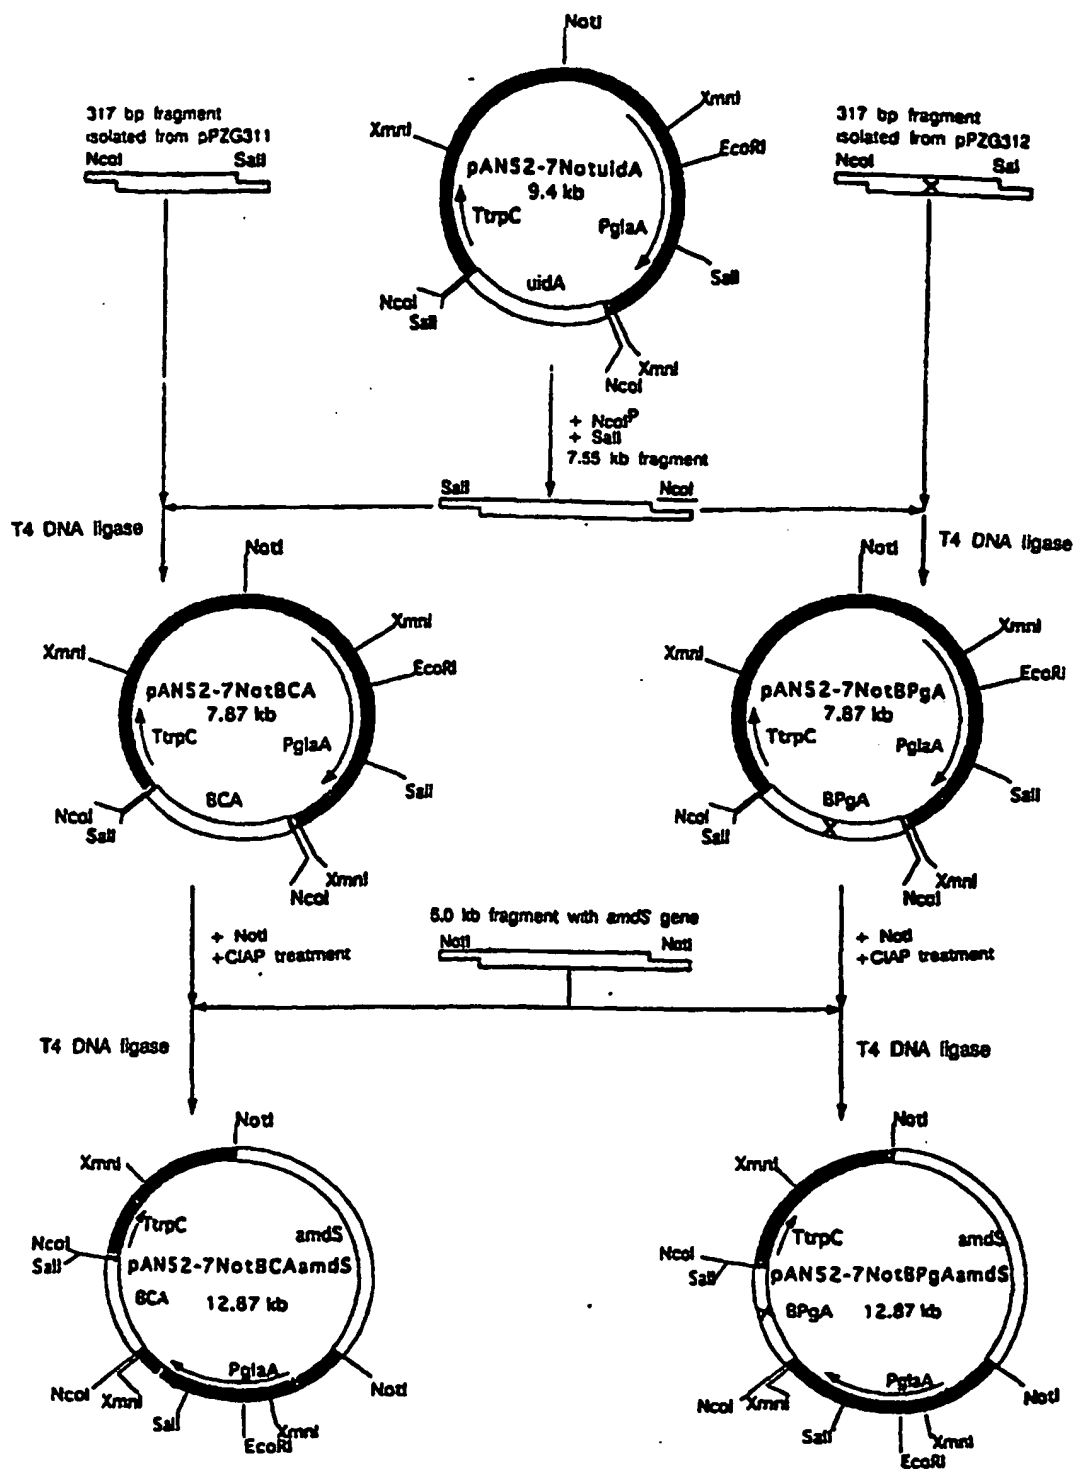 NotI
317 bp fragment
isolated from pPZG311
NcoI SalI
XmnI
XmnI
EcoRI
pAN52-7NotuidA
9.4 kb
TtrpC
PglaA
SalI
uidA
NcoI
SalI
XmnI
NcoI
317 bp fragment
isolated from pPZG312
NcoI Sal
+ NcoIP
+ SalI
7.55 kb fragment
SalI NcoI
T4 DNA ligase
T4 DNA ligase
NotI
XmnI
XmnI
EcoRI
pAN52-7NotBCA
7.87 kb
TtrpC
PglaA
SalI
BCA
NcoI
SalI
XmnI
NcoI
NotI
XmnI
XmnI
EcoRI
pAN52-7NotBPgA
7.87 kb
TtrpC
PglaA
SalI
BPgA
NcoI
SalI
XmnI
NcoI
+ NotI
+CIAP treatment
5.0 kb fragment with amdS gene
NotI NotI
+ NotI
+CIAP treatment
T4 DNA ligase
T4 DNA ligase
NotI
XmnI
TtrpC
amdS
NcoI
SalI
pAN52-7NotBCAamdS
BCA
12.87 kb
PglaA
NotI
NcoI
XmnI
SalI
XmnI
EcoRI
NotI
XmnI
TtrpC
amdS
NcoI
SalI
pAN52-7NotBPgAamdS
BPgA
12.87 kb
PglaA
NotI
NcoI
XmnI
SalI
XmnI
EcoRI